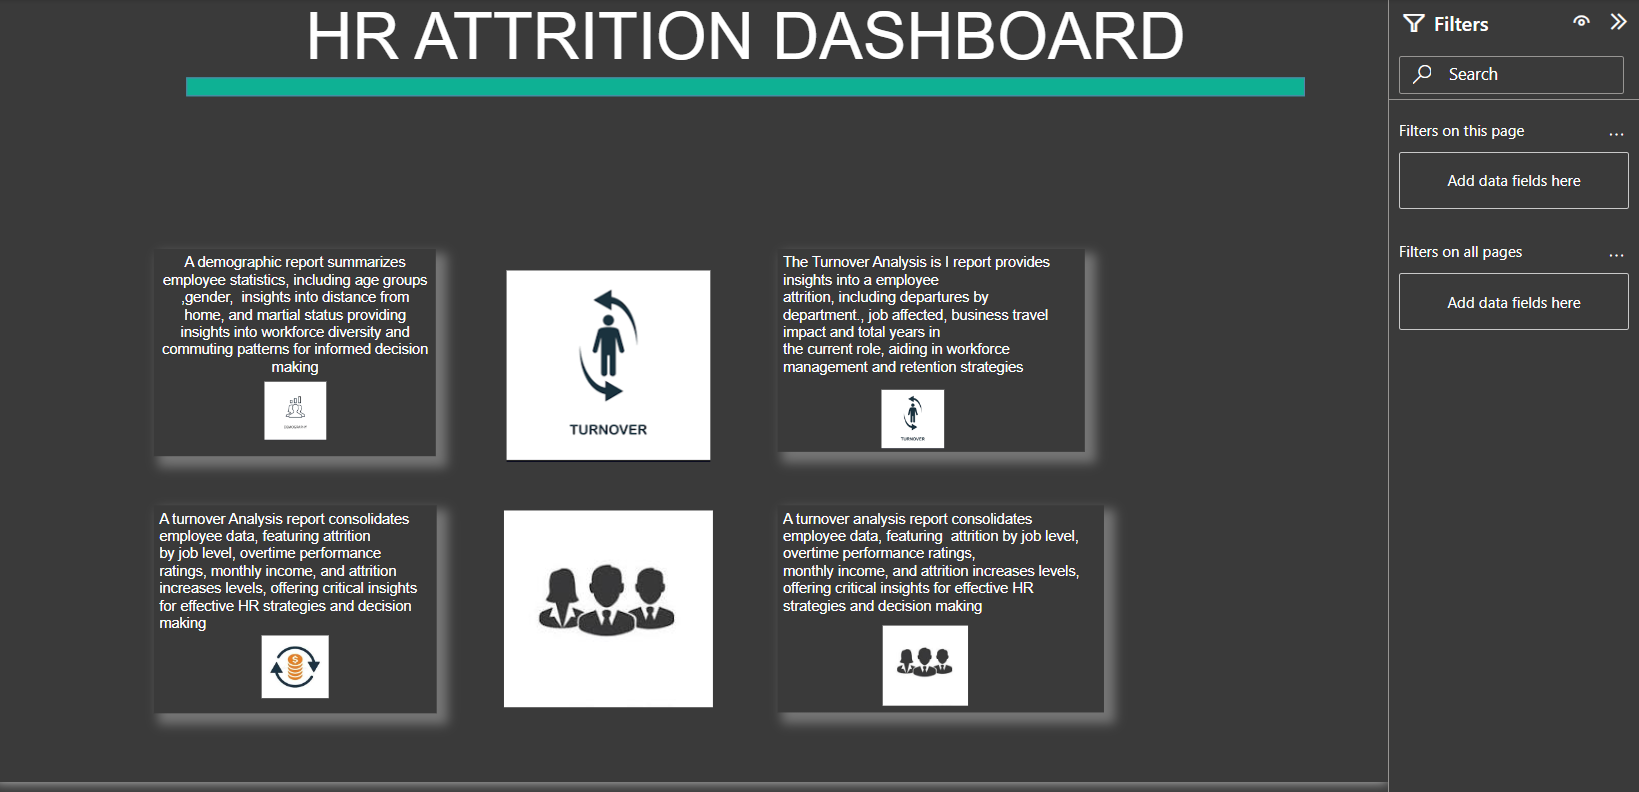 HR ATTRITION DASHBOARD
A demographic report summarizes
employee statistics, including age groups
,gender,  insights into distance from
home, and martial status providing
insights into workforce diversity and
commuting patterns for informed decision
making
TURNOVER
The Turnover Analysis is I report provides
insights into a employee
attrition, including departures by
department., job affected, business travel
impact and total years in
the current role, aiding in workforce
management and retention strategies
TURNOVER
A turnover Analysis report consolidates
employee data, featuring attrition
by job level, overtime performance
ratings, monthly income, and attrition
increases levels, offering critical insights
for effective HR strategies and decision
making
$
A turnover analysis report consolidates
employee data, featuring  attrition by job level,
overtime performance ratings,
monthly income, and attrition increases levels,
offering critical insights for effective HR
strategies and decision making
Filters
Search
Filters on this page
...
Add data fields here
Filters on all pages
...
Add data fields here